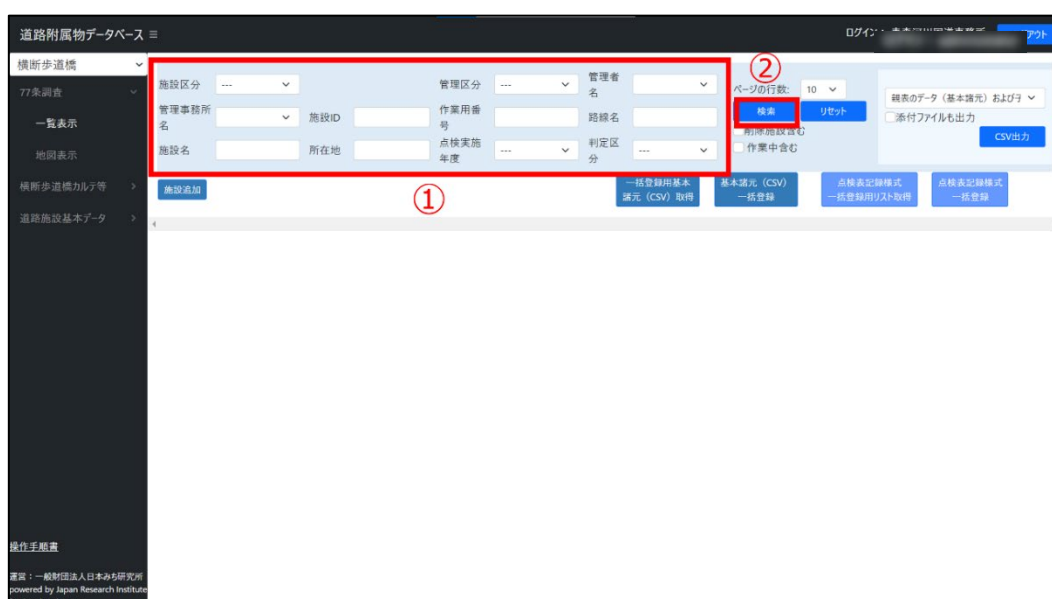 道路附属物データベース ≡
ログイン:
アウト
横断歩道橋
77条調査
一覧表示
地図表示
横断歩道橋カルテ等
道路施設基本データ
施設区分 --- 管理区分 --- 管理者名
管理事務所名 施設ID 作業用番号 路線名
施設名 所在地 点検実施年度 --- 判定区分 ---
①
②
ページの行数: 10
検索 リセット
削除施設含む
作業中含む
親表のデータ(基本諸元)および子
添付ファイルも出力
CSV出力
施設追加
一括登録用基本
諸元(CSV)取得
基本諸元(CSV)
一括登録
点検表記録様式
一括登録用リスト取得
点検表記録様式
一括登録
操作手順書
運営:一般財団法人日本みち研究所
powered by Japan Research Institute